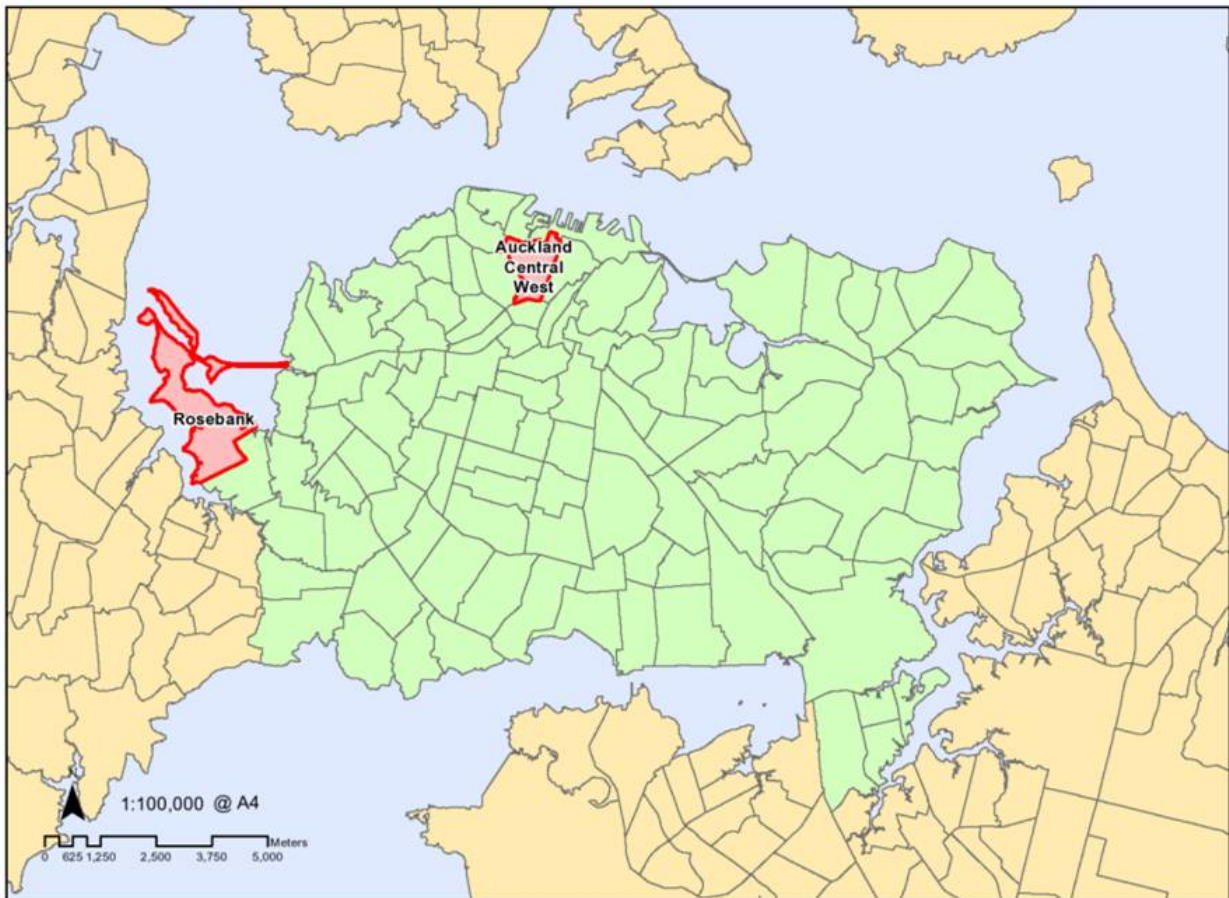 Auckland
Central
West
Rosebank
1:100,000 @ A4
Meters
0 625 1,250 2,500 3,750 5,000